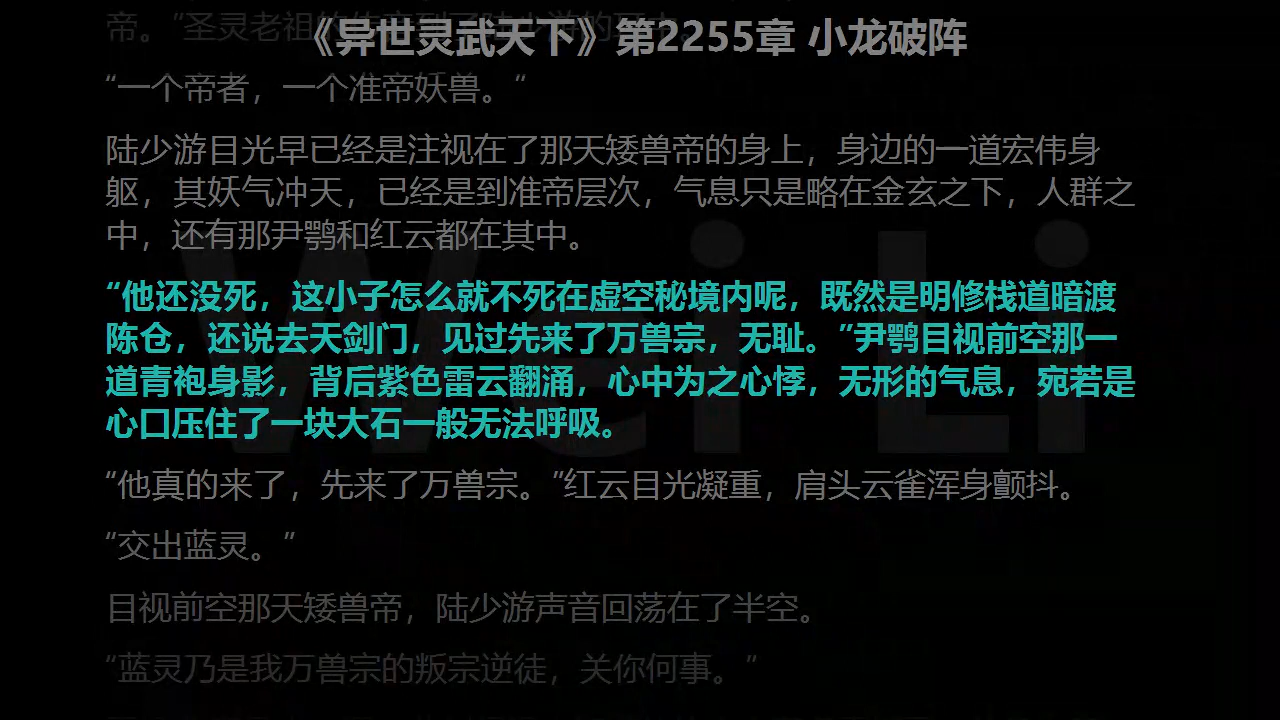 《异世灵武天下》第2255章 小龙破阵
帝。”圣灵老祖的
“一个帝者，一个准帝妖兽。“
陆少游目光早已经是注视在了那天矮兽帝的身上，身边的一道宏伟身
躯，其妖气冲天，已经是到准帝层次，气息只是略在金玄之下，人群之
中，还有那尹鹗和红云都在其中。
“他还没死，这小子怎么就不死在虚空秘境内呢，既然是明修栈道暗渡
陈仓，还说去天剑门，见过先来了万兽宗，无耻。”尹鹗目视前空那一
道青袍身影，背后紫色雷云翻涌，心中为之心悸，无形的气息，宛若是
心口压住了一块大石一般无法呼吸。
“他真的来了，先来了万兽宗。”红云目光凝重，肩头云雀浑身颤抖。
“交出蓝灵。”
目视前空那天矮兽帝，陆少游声音回荡在了半空。
“蓝灵乃是我万兽宗的叛宗逆徒，关你何事。”
Wei Li